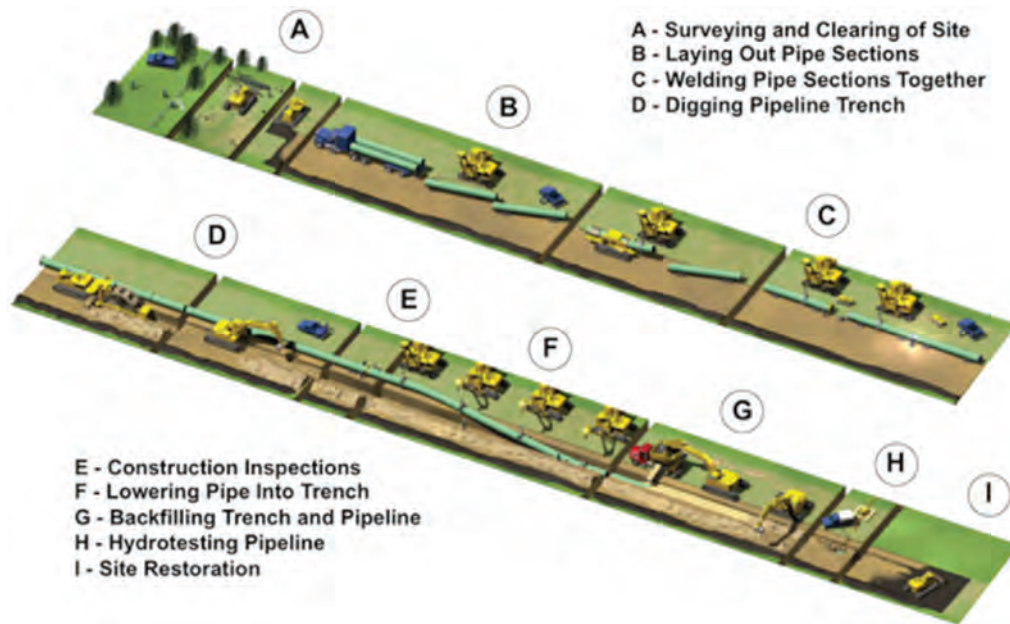 A
A - Surveying and Clearing of Site
B - Laying Out Pipe Sections
C - Welding Pipe Sections Together
D - Digging Pipeline Trench
B
C
D
E
F
G
H
I
E - Construction Inspections
F - Lowering Pipe Into Trench
G - Backfilling Trench and Pipeline
H - Hydrotesting Pipeline
I - Site Restoration